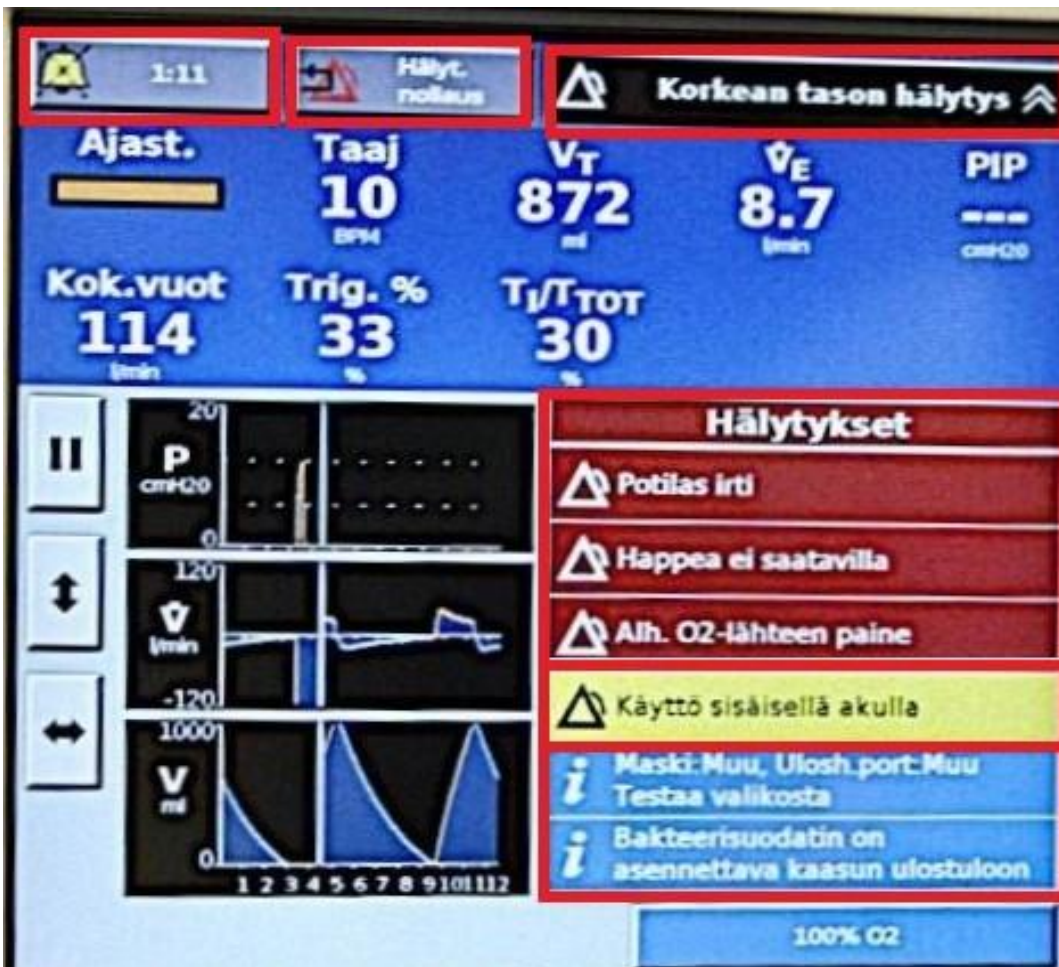 1:11
Hälyt.
nollaus
Korkean tason hälytys
Ajast.
Taaj
10
BPM
VT
872
ml
V̇E
8.7
l/min
PIP
---
cmH20
Kok.vuot
114
l/min
Trig. %
33
%
TI/TTOT
30
%
20
P
cmH20
0
120
V̇
l/min
-120
1000
V
ml
0
1 2 3 4 5 6 7 8 9 10 11 12
Hälytykset
Potilas irti
Happea ei saatavilla
Alh. O2-lähteen paine
Käyttö sisäisellä akulla
i Maski:Muu, Ulosh.port:Muu
Testaa valikosta
i Bakteerisuodatin on
asennettava kaasun ulostuloon
100% O2